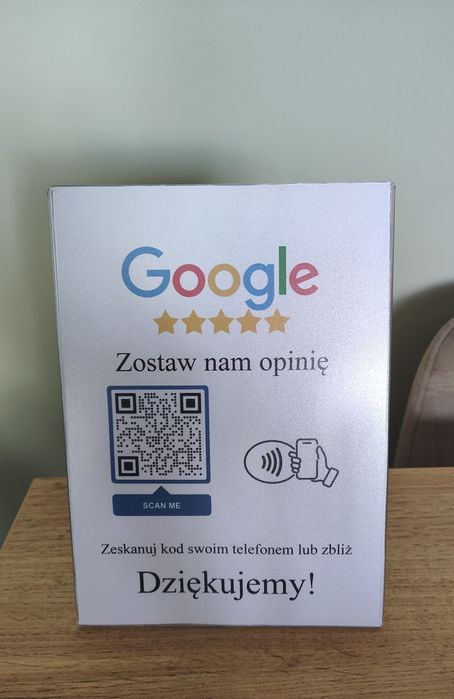 Google
Zostaw nam opinię
SCAN ME
Zeskanuj kod swoim telefonem lub zbliż
Dziękujemy!